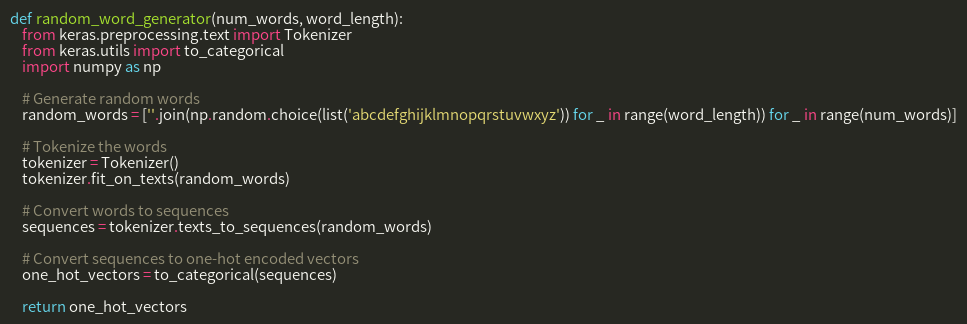 def random_word_generator(num_words, word_length):
    from keras.preprocessing.text import Tokenizer
    from keras.utils import to_categorical
    import numpy as np
    # Generate random words
    random_words = [''.join(np.random.choice(list('abcdefghijklmnopqrstuvwxyz')) for _ in range(word_length)) for _ in range(num_words)]
    # Tokenize the words
    tokenizer = Tokenizer()
    tokenizer.fit_on_texts(random_words)
    # Convert words to sequences
    sequences = tokenizer.texts_to_sequences(random_words)
    # Convert sequences to one-hot encoded vectors
    one_hot_vectors = to_categorical(sequences)
    return one_hot_vectors